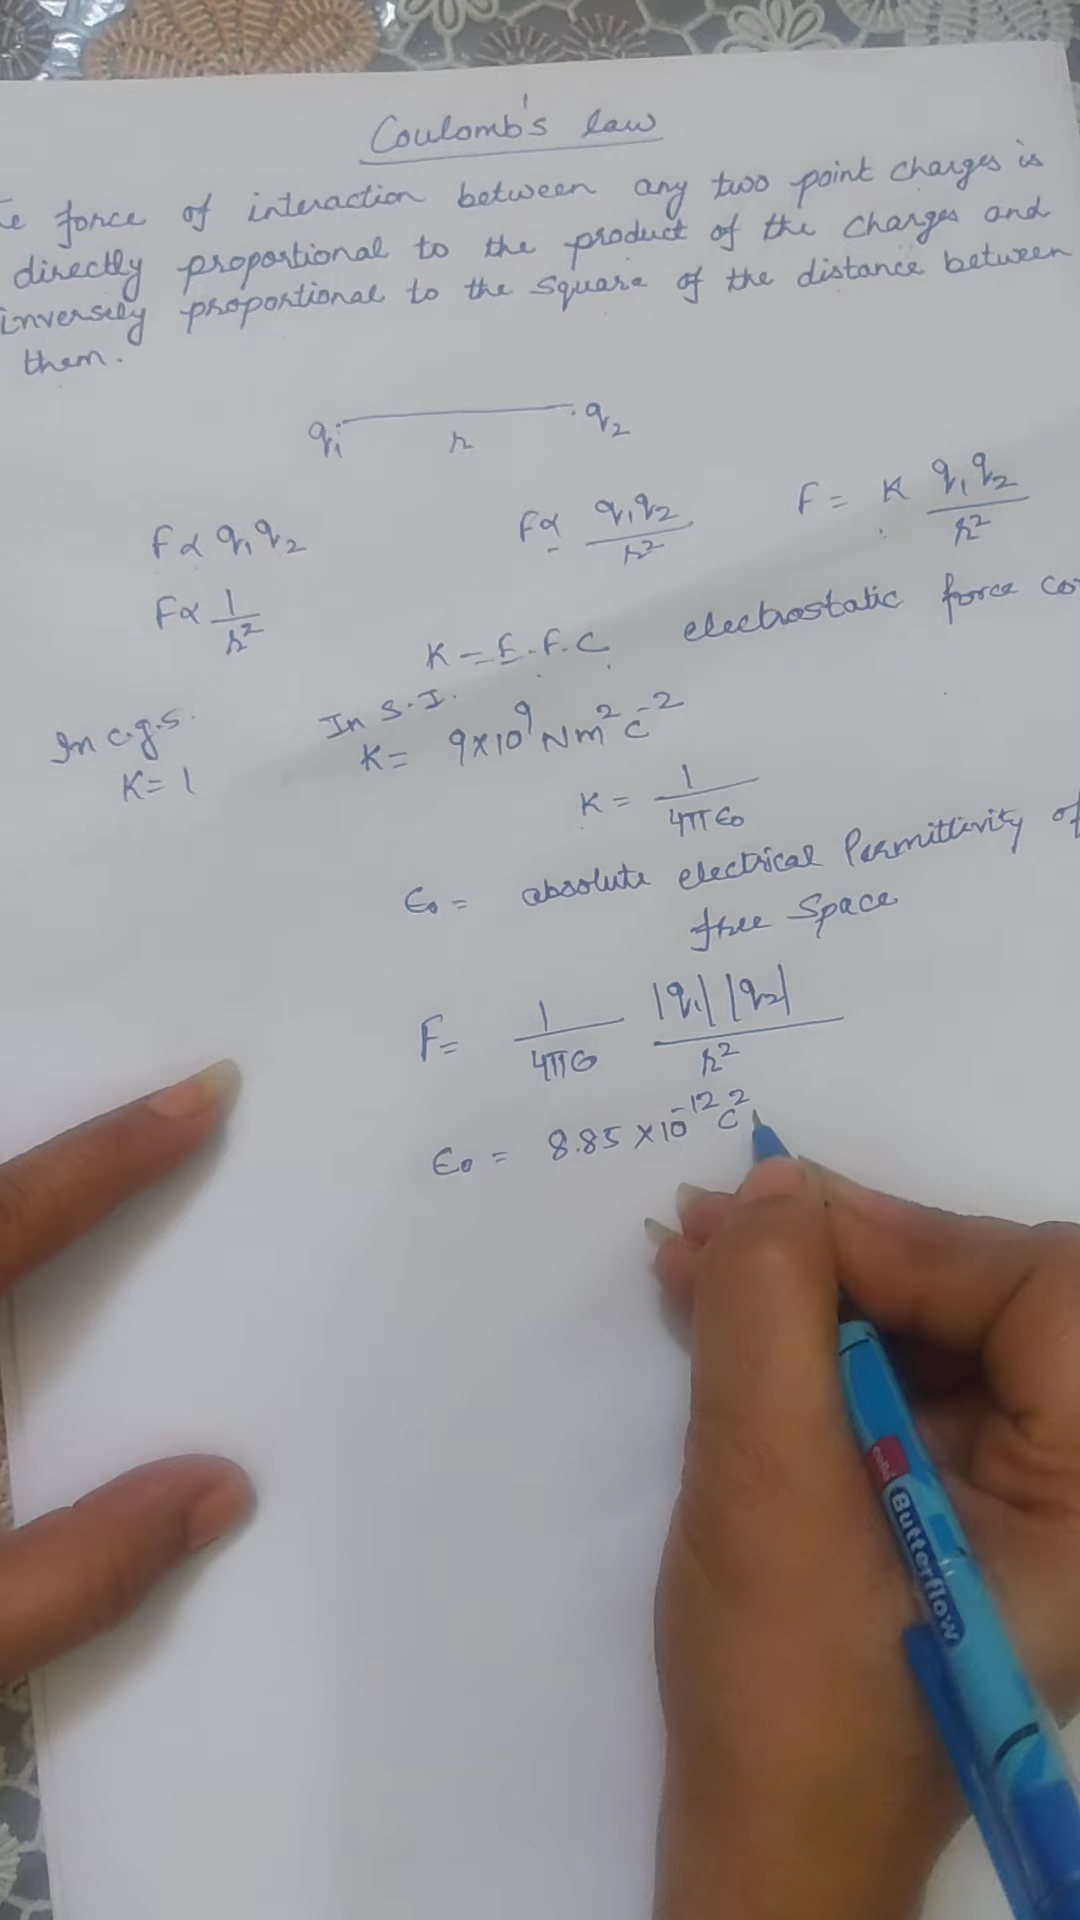 Coulomb's law
force of interaction between any two point charges is
directly proportional to the product of the charges and
inversely proportional to the square of the distance between
them.
q₁ r q₂
F ∝ q₁q₂
F ∝ q₁q₂/r²
F = K q₁q₂/r²
F ∝ 1/r²
K = E.F.C. electrostatic force
In c.g.s.
K = 1
In S.I.
K = 9×10⁹ Nm²C⁻²
K = 1/4πε₀
ε₀ = absolute electrical Permittivity of
free Space
F = 1/4πε₀ |q₁| |q₂|/r²
ε₀ = 8.85 × 10⁻¹² C²
cello
Butterflow